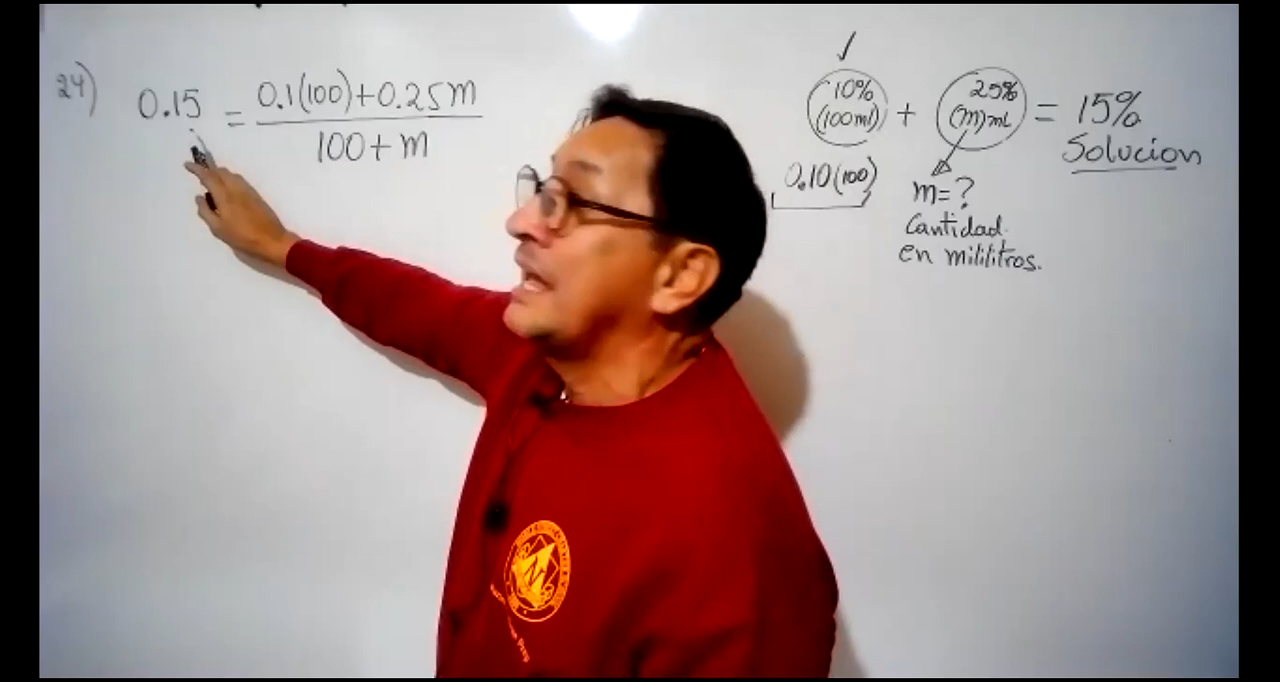 24)
0.15 = 0.1(100)+0.25m
100+m
✓
10% (100ml) + 25% (m)mL = 15%
Solucion
0.10(100)
m=?
Cantidad
en mililitros.